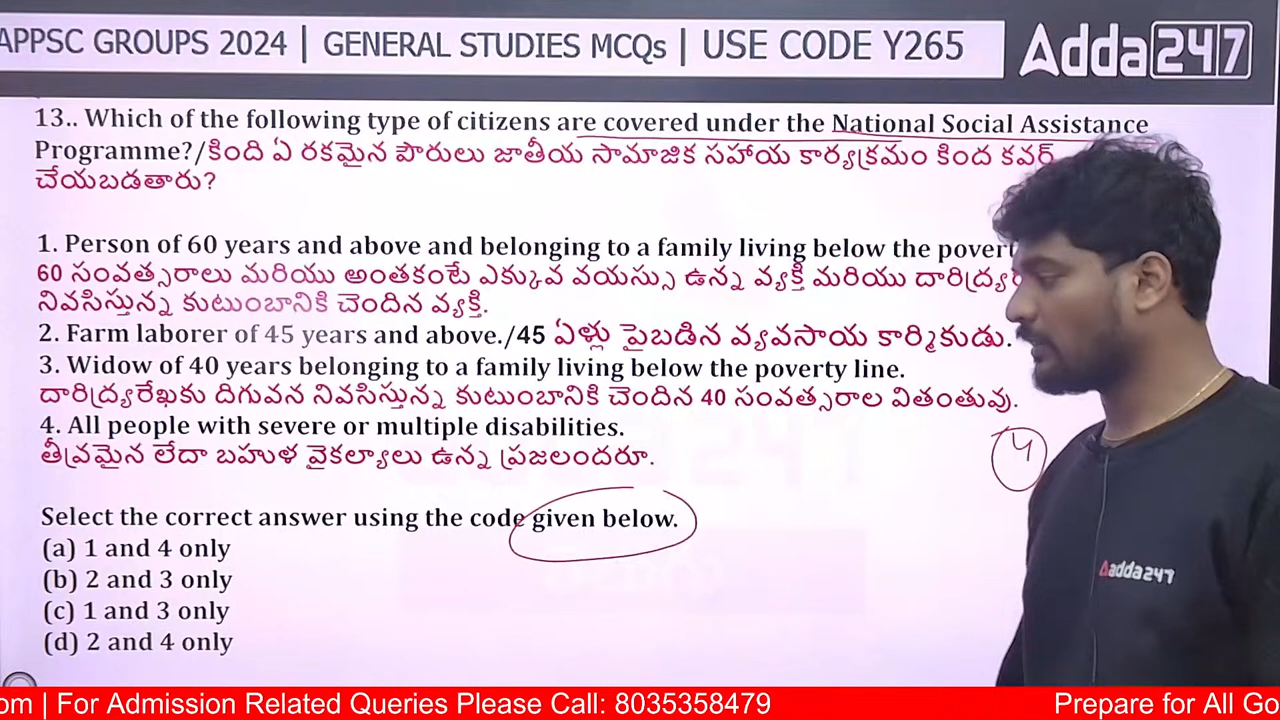 APPSC GROUPS 2024 | GENERAL STUDIES MCQs | USE CODE Y265
Adda247
13.. Which of the following type of citizens are covered under the National Social Assistance
Programme?/కింది ఏ రకమైన పౌరులు జాతీయ సామాజిక సహాయ కార్యక్రమం కింద కవర్
చేయబడతారు?
1. Person of 60 years and above and belonging to a family living below the
60 సంవత్సరాలు మరియు అంతకంటే ఎక్కువ వయస్సు ఉన్న వ్యక్తి మరియు
నివసిస్తున్న కుటుంబానికి చెందిన వ్యక్తి.
2. Farm laborer of 45 years and above./45 ఏళ్లు పైబడిన వ్యవసాయ కార్మికుడు.
3. Widow of 40 years belonging to a family living below the poverty line.
దారిద్ర్యరేఖకు దిగువన నివసిస్తున్న కుటుంబానికి చెందిన 40 సంవత్సరాల వితంతువు.
4. All people with severe or multiple disabilities.
తీవ్రమైన లేదా బహుళ వైకల్యాలు ఉన్న ప్రజలందరూ.
4
Select the correct answer using the code given below.
(a) 1 and 4 only
(b) 2 and 3 only
(c) 1 and 3 only
(d) 2 and 4 only
adda247
om | For Admission Related Queries Please Call: 8035358479
Prepare for All Go